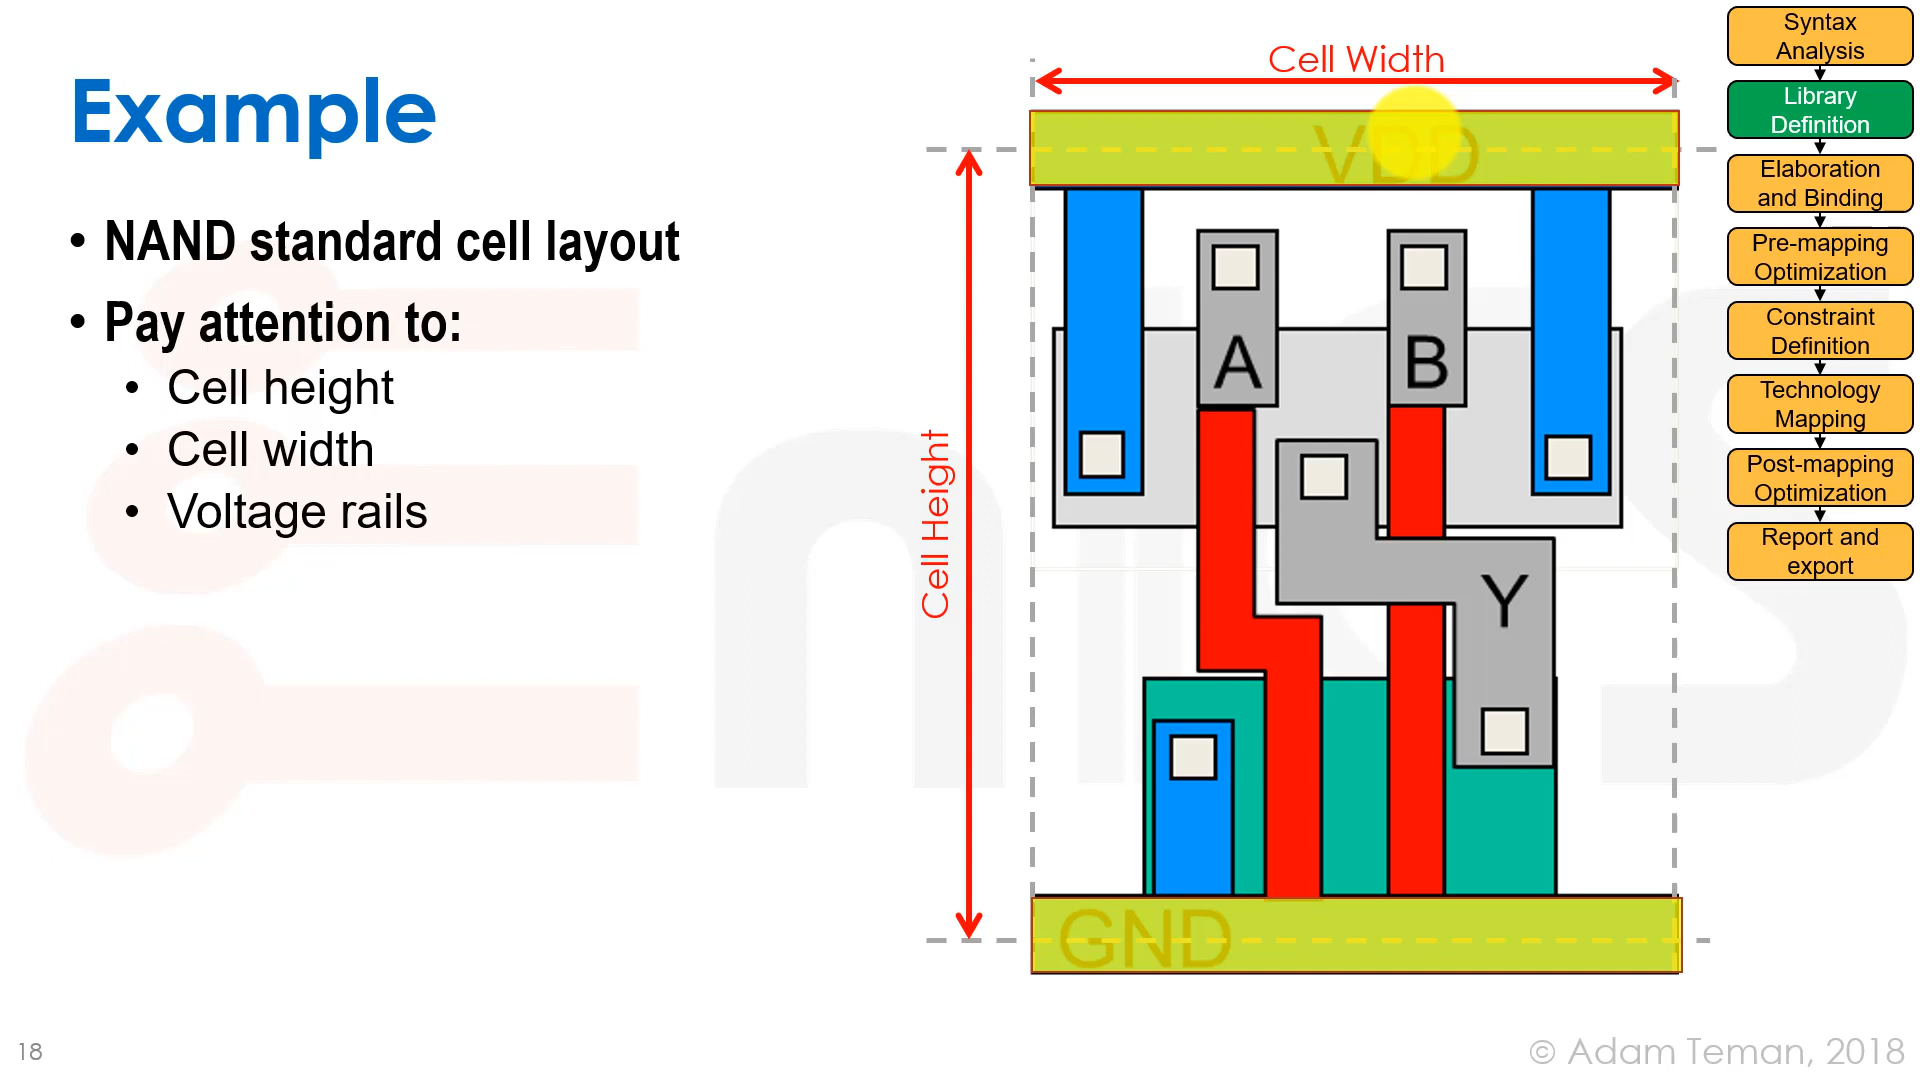 Example
• NAND standard cell layout
• Pay attention to:
• Cell height
• Cell width
• Voltage rails
Cell Width
Cell Height
VDD
A
B
Y
GND
Syntax
Analysis
Library
Definition
Elaboration
and Binding
Pre-mapping
Optimization
Constraint
Definition
Technology
Mapping
Post-mapping
Optimization
Report and
export
18
© Adam Teman, 2018